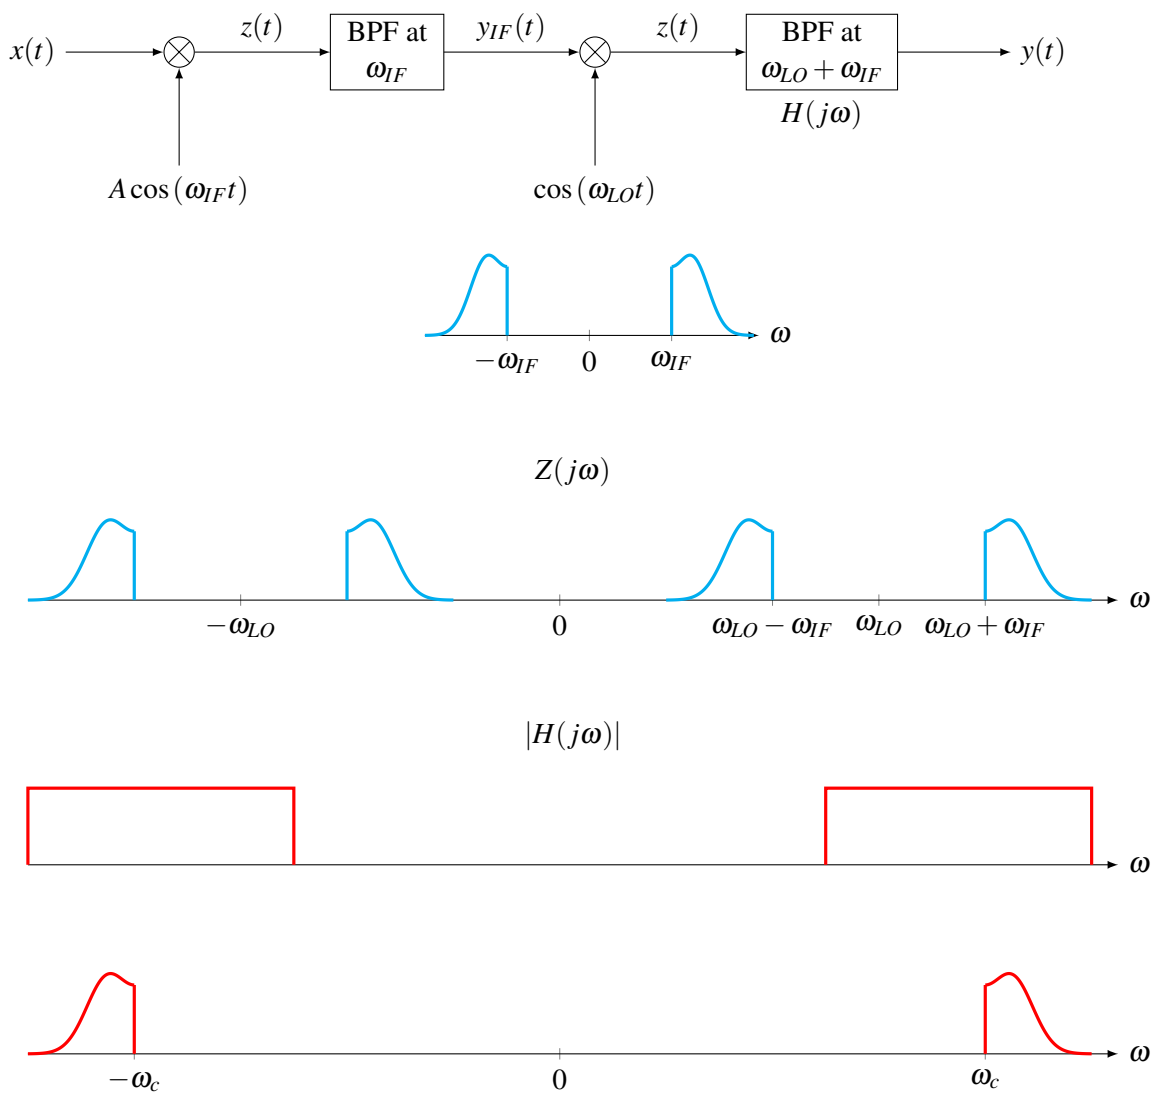 x(t)
z(t)
BPF at
ω_IF
y_IF(t)
z(t)
BPF at
ω_LO + ω_IF
H(jω)
y(t)
A cos(ω_IF t)
cos(ω_LO t)
ω
−ω_IF
0
ω_IF
Z(jω)
ω
−ω_LO
0
ω_LO − ω_IF
ω_LO
ω_LO + ω_IF
|H(jω)|
ω
ω
−ω_c
0
ω_c